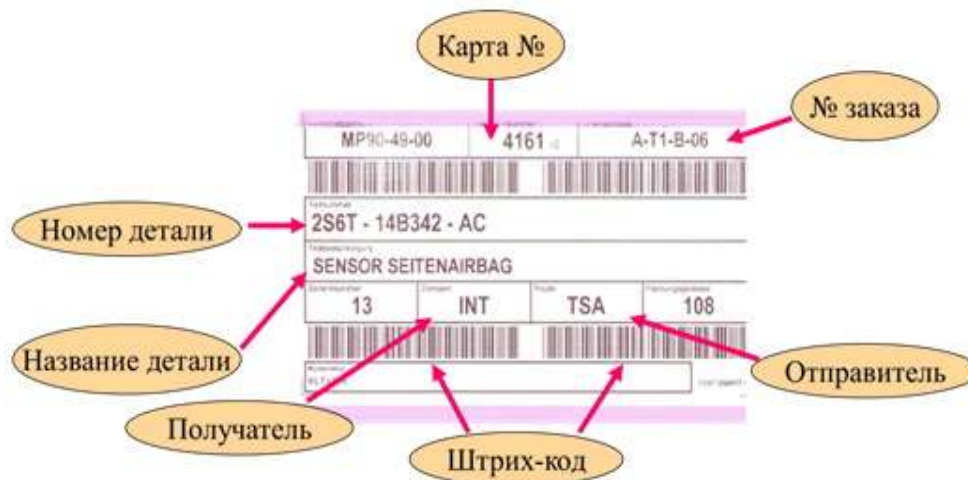 Карта №
№ заказа
MP90-49-00 4161 A-T1-B-06
Номер детали
2S6T - 14B342 - AC
SENSOR SEITENAIRBAG
13 INT TSA 108
Название детали
Отправитель
Получатель
Штрих-код